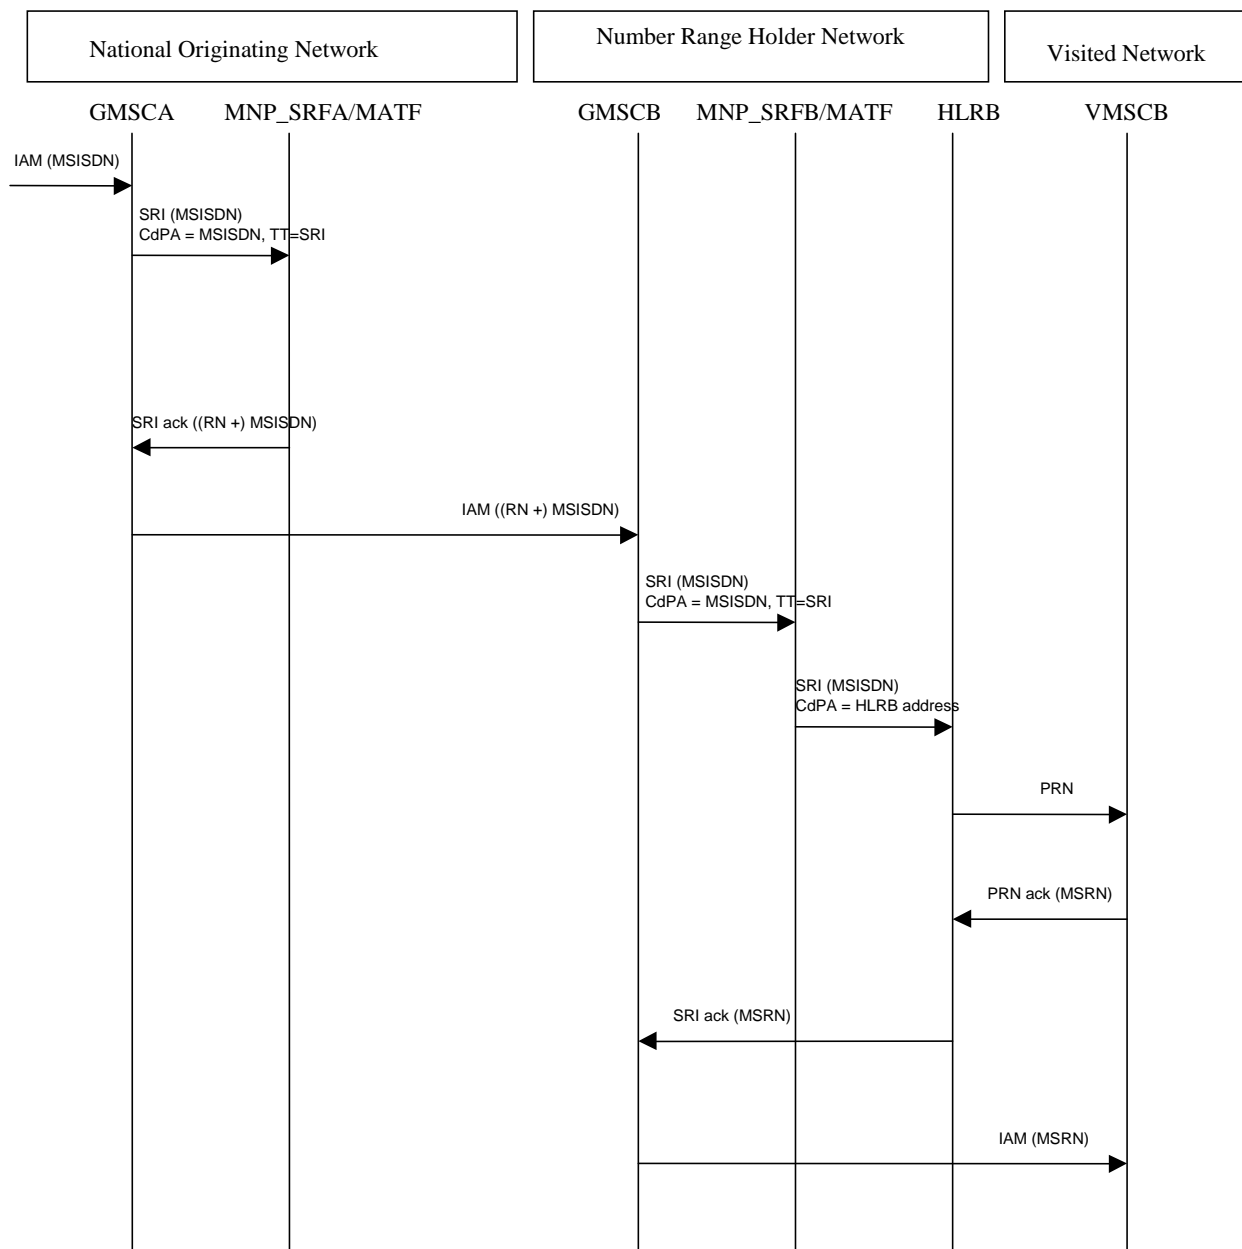 National Originating Network
Number Range Holder Network
Visited Network
GMSCA
MNP_SRFA/MATF
GMSCB
MNP_SRFB/MATF
HLRB
VMSCB
IAM (MSISDN)
SRI (MSISDN)
CdPA = MSISDN, TT=SRI
SRI ack ((RN +) MSISDN)
IAM ((RN +) MSISDN)
SRI (MSISDN)
CdPA = MSISDN, TT=SRI
SRI (MSISDN)
CdPA = HLRB address
PRN
PRN ack (MSRN)
SRI ack (MSRN)
IAM (MSRN)